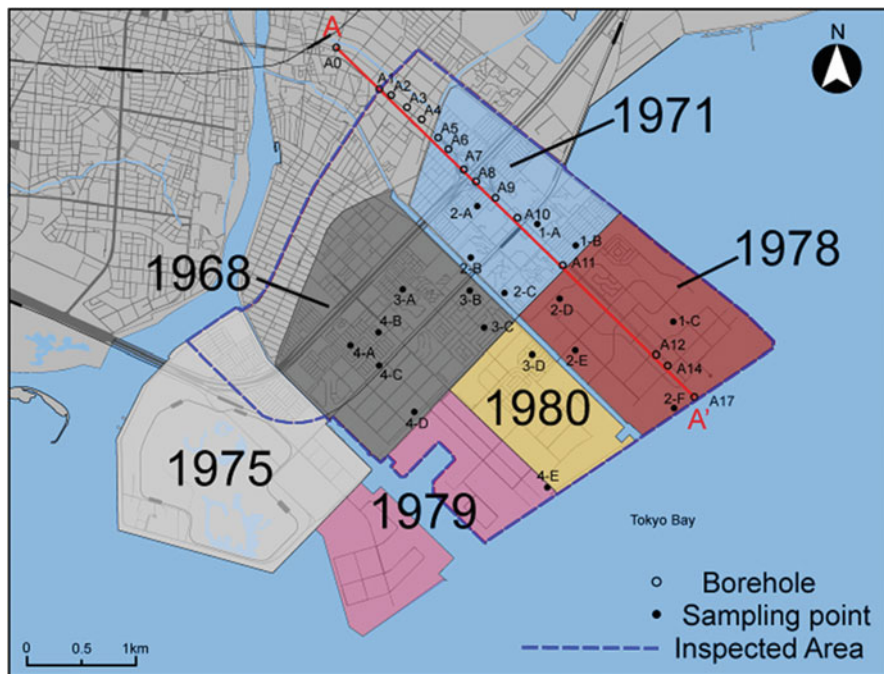 A
N
A0
A1
A2
A3
A4
A5
A6
1971
A7
A8
A9
2-A
A10
1-A
1-B
1978
1968
2-B
A11
3-A
3-B
2-C
2-D
1-C
4-B
3-C
4-A
3-D
2-E
A12
4-C
A14
1980
2-F
A17
4-D
A'
1975
4-E
1979
Tokyo Bay
Borehole
Sampling point
Inspected Area
0 0.5 1km